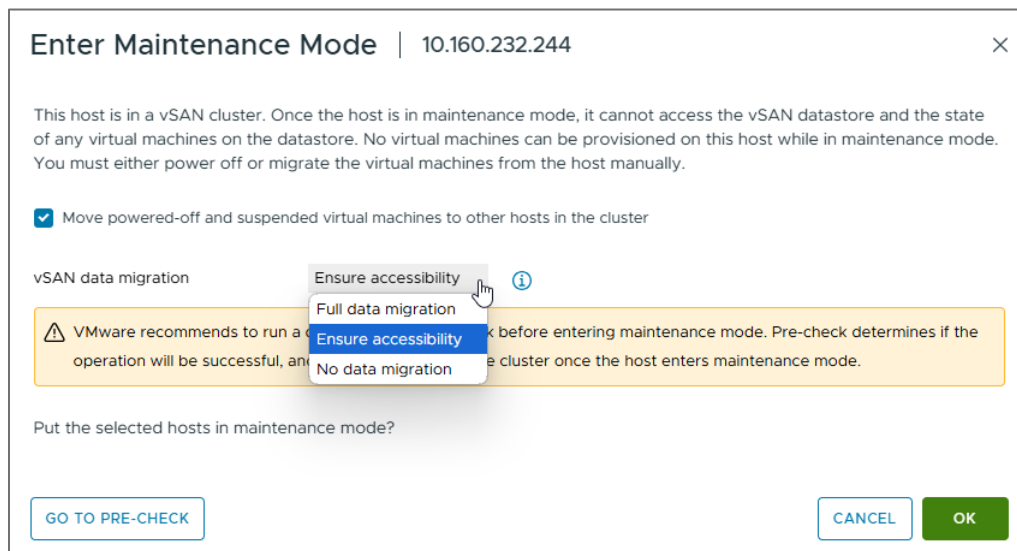 Enter Maintenance Mode | 10.160.232.244
This host is in a vSAN cluster. Once the host is in maintenance mode, it cannot access the vSAN datastore and the state
of any virtual machines on the datastore. No virtual machines can be provisioned on this host while in maintenance mode.
You must either power off or migrate the virtual machines from the host manually.
Move powered-off and suspended virtual machines to other hosts in the cluster
vSAN data migration Ensure accessibility
Full data migration
Ensure accessibility
No data migration
VMware recommends to run a k before entering maintenance mode. Pre-check determines if the
operation will be successful, an e cluster once the host enters maintenance mode.
Put the selected hosts in maintenance mode?
GO TO PRE-CHECK CANCEL OK